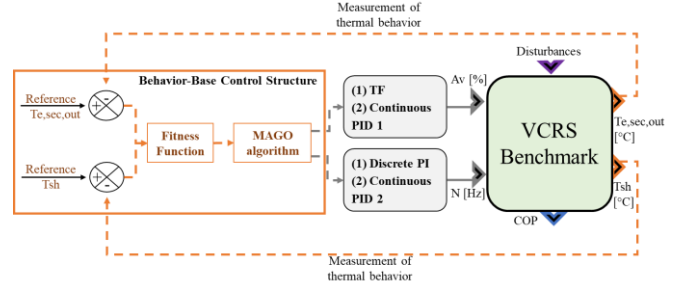 Measurement of
thermal behavior
Disturbances
Behavior-Base Control Structure
Reference
Te,sec,out
+
-
Fitness
Function
MAGO
algorithm
Reference
Tsh
+
-
(1) TF
(2) Continuous
PID 1
Av [%]
(1) Discrete PI
(2) Continuous
PID 2
N [Hz]
VCRS
Benchmark
Te,sec,out
[°C]
Tsh
[°C]
COP
Measurement of
thermal behavior